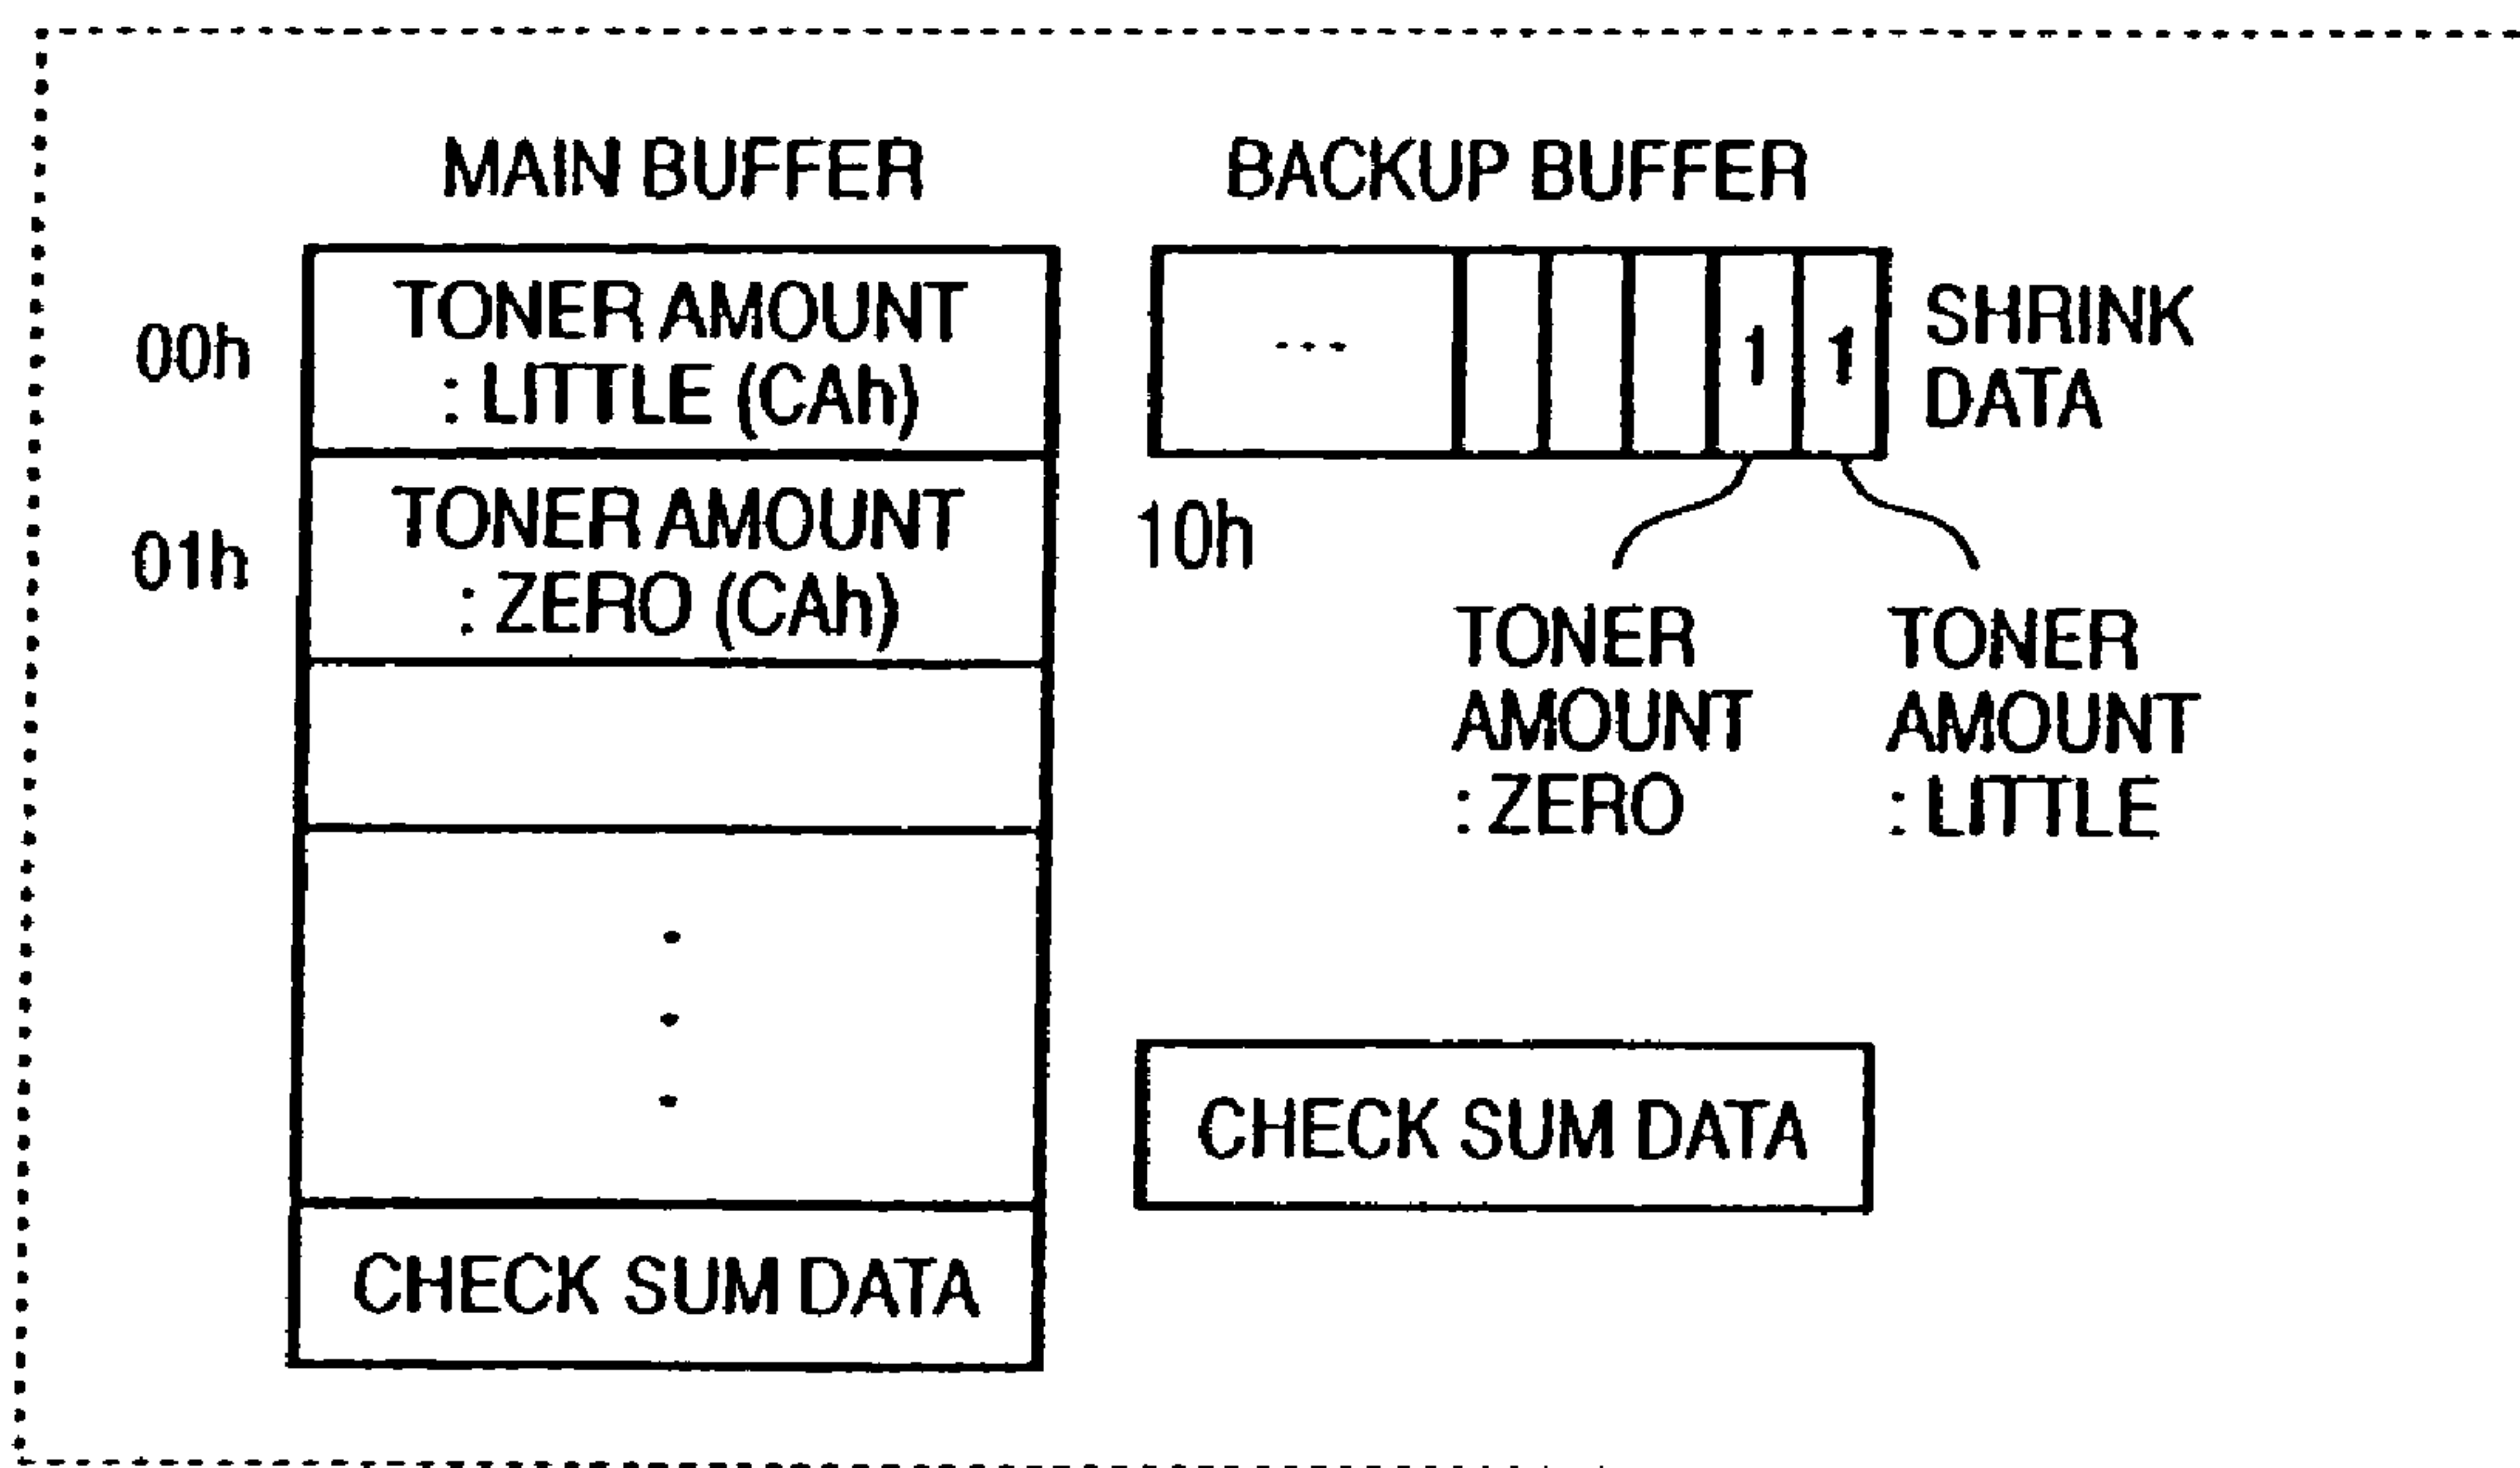 MAIN BUFFER
00h
TONER AMOUNT
: LITTLE (CAh)
01h
TONER AMOUNT
: ZERO (CAh)
CHECK SUM DATA
BACKUP BUFFER
... 1 1
SHRINK
DATA
10h
TONER
AMOUNT
: ZERO
TONER
AMOUNT
: LITTLE
CHECK SUM DATA